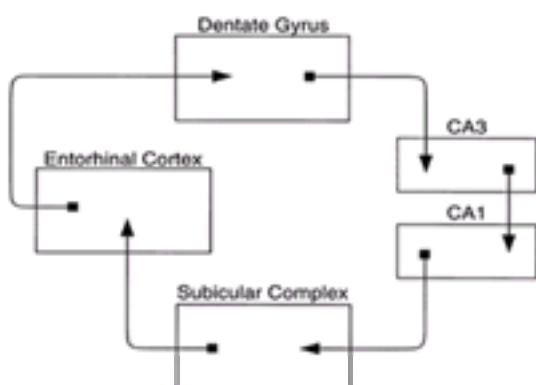 Dentate Gyrus
CA3
Entorhinal Cortex
CA1
Subicular Complex